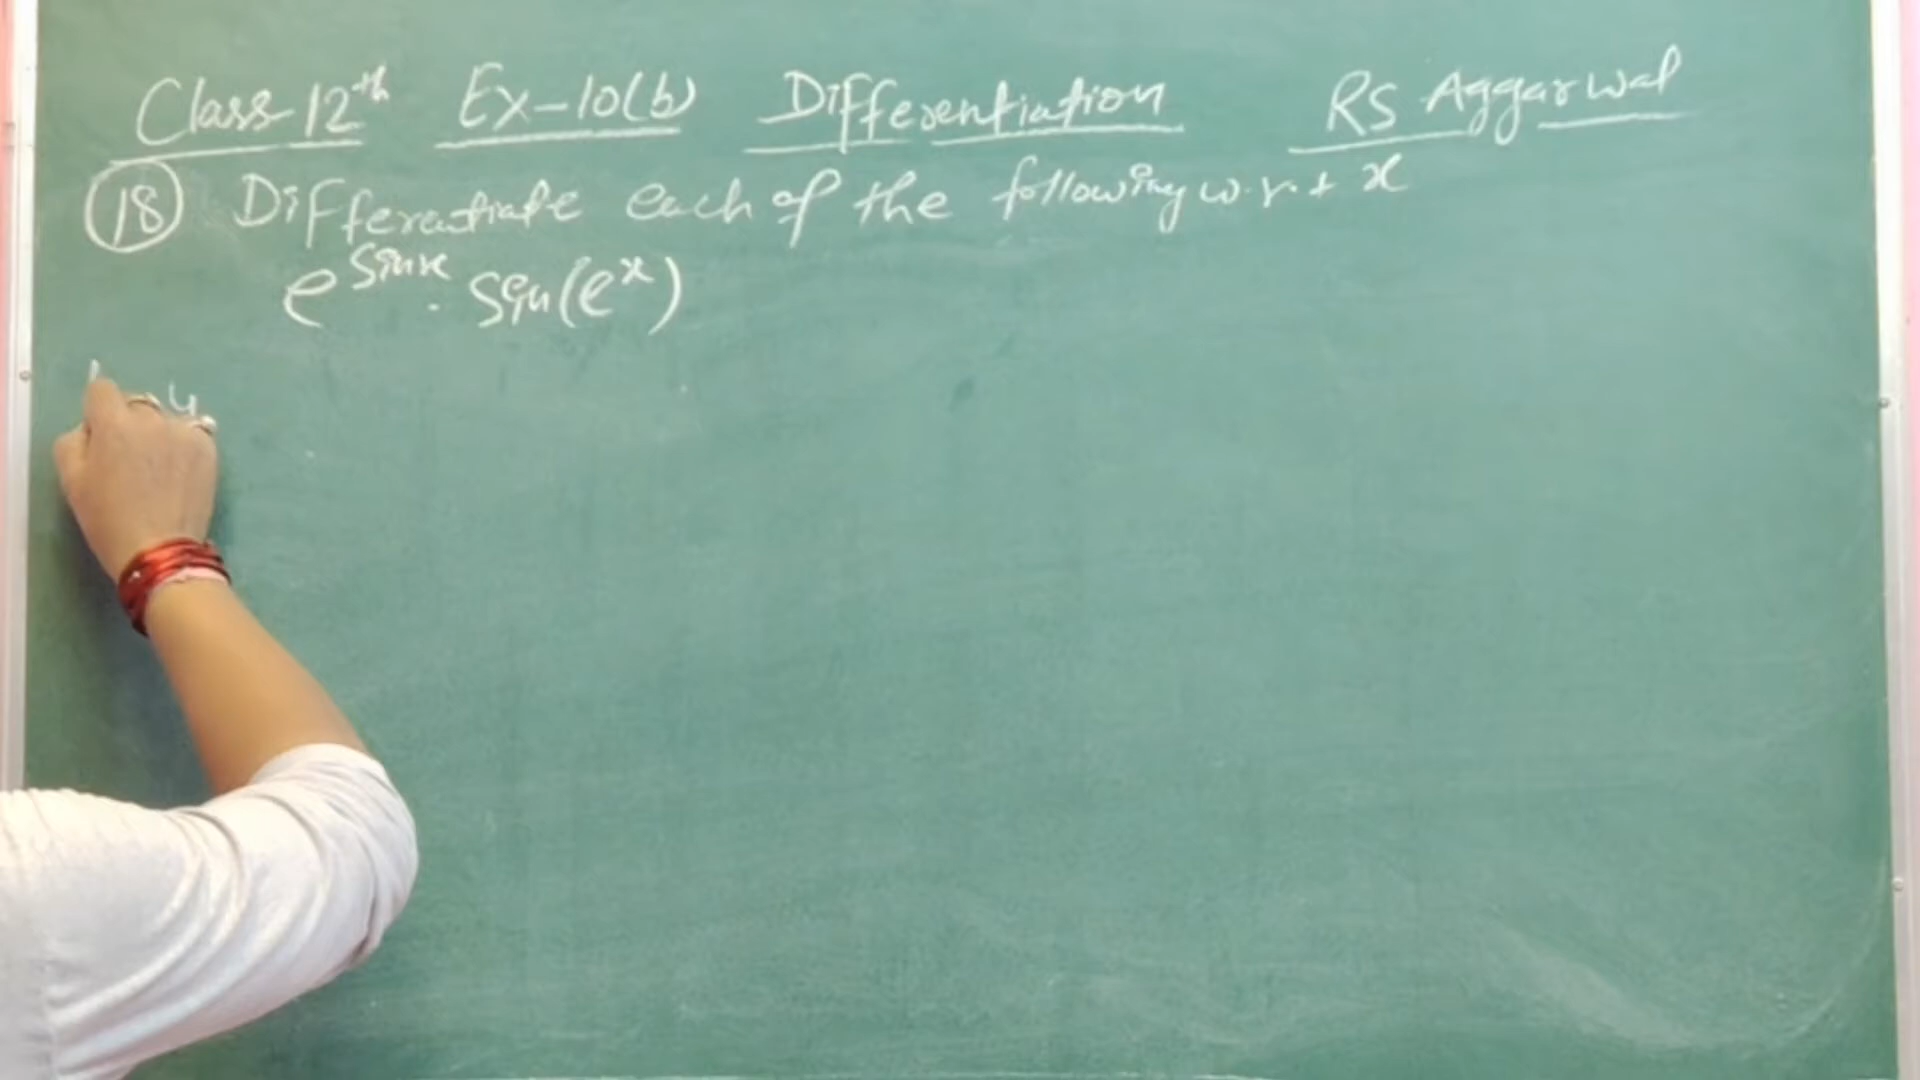 Class 12th Ex-10(b) Differentiation RS Aggarwal
18 Differentiate each of the following w.r.t x
e^sinx . Sin(e^x)
y